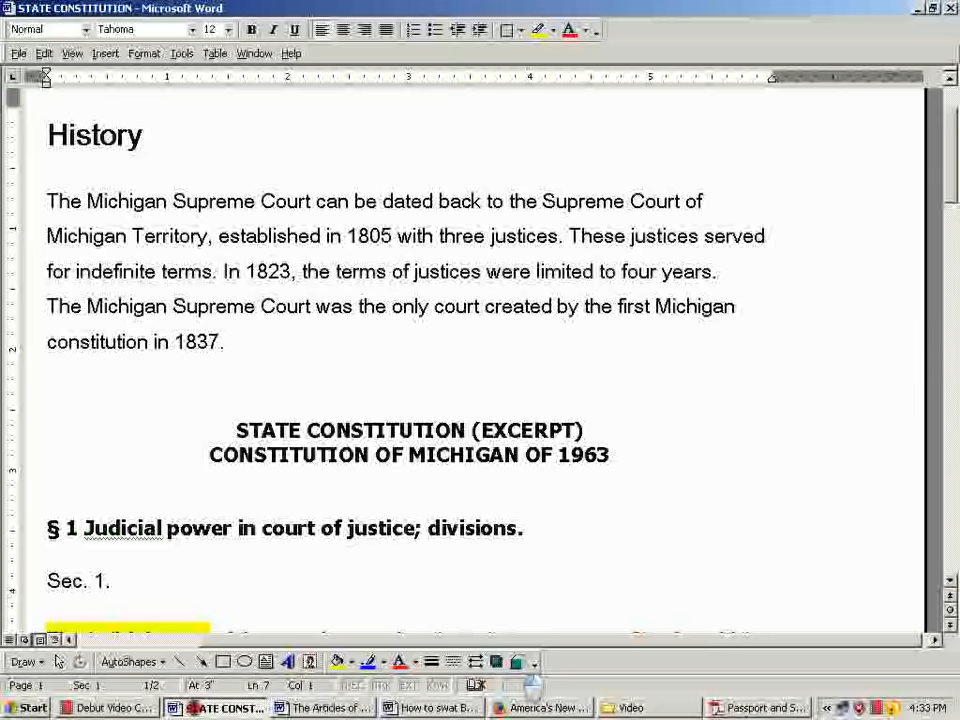 STATE CONSTITUTION - Microsoft Word
Normal Tahoma 12 B I U A
File Edit View Insert Format Tools Table Window Help
1 2 3 4 5
History
The Michigan Supreme Court can be dated back to the Supreme Court of
Michigan Territory, established in 1805 with three justices. These justices served
for indefinite terms. In 1823, the terms of justices were limited to four years.
The Michigan Supreme Court was the only court created by the first Michigan
constitution in 1837.
STATE CONSTITUTION (EXCERPT)
CONSTITUTION OF MICHIGAN OF 1963
§ 1 Judicial power in court of justice; divisions.
Sec. 1.
Draw AutoShapes
Page 1 Sec 1 1/2 At 3" Ln 7 Col 1 REC TRK EXT OVR
Start Debut Video C... STATE CONST... The Articles of ... How to swat B... America's New ... Video Passport and S... 4:33 PM